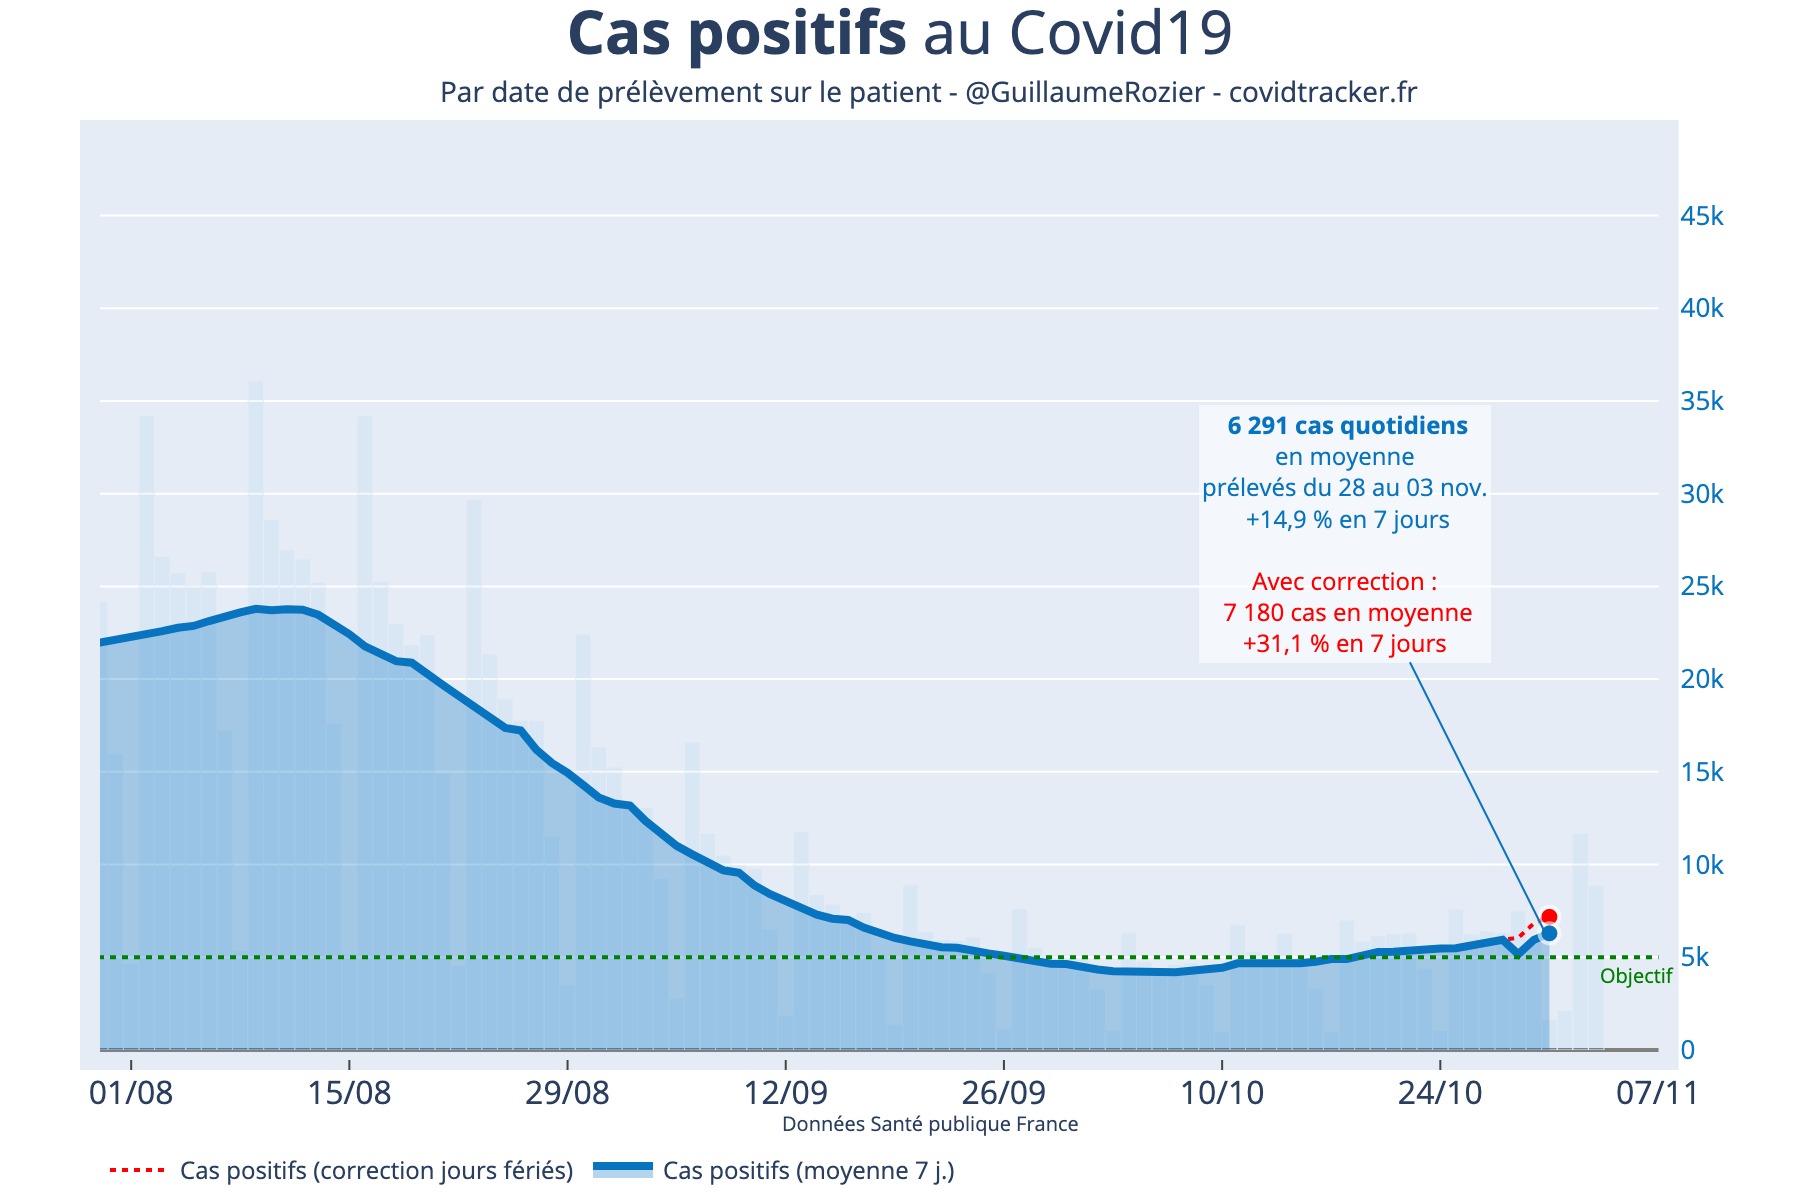 Cas positifs au Covid19
Par date de prélèvement sur le patient - @GuillaumeRozier - covidtracker.fr
45k
40k
35k
30k
25k
20k
15k
10k
5k
0
6 291 cas quotidiens
en moyenne
prélevés du 28 au 03 nov.
+14,9 % en 7 jours
Avec correction :
7 180 cas en moyenne
+31,1 % en 7 jours
Objectif
01/08 15/08 29/08 12/09 26/09 10/10 24/10 07/11
Données Santé publique France
Cas positifs (correction jours fériés) Cas positifs (moyenne 7 j.)